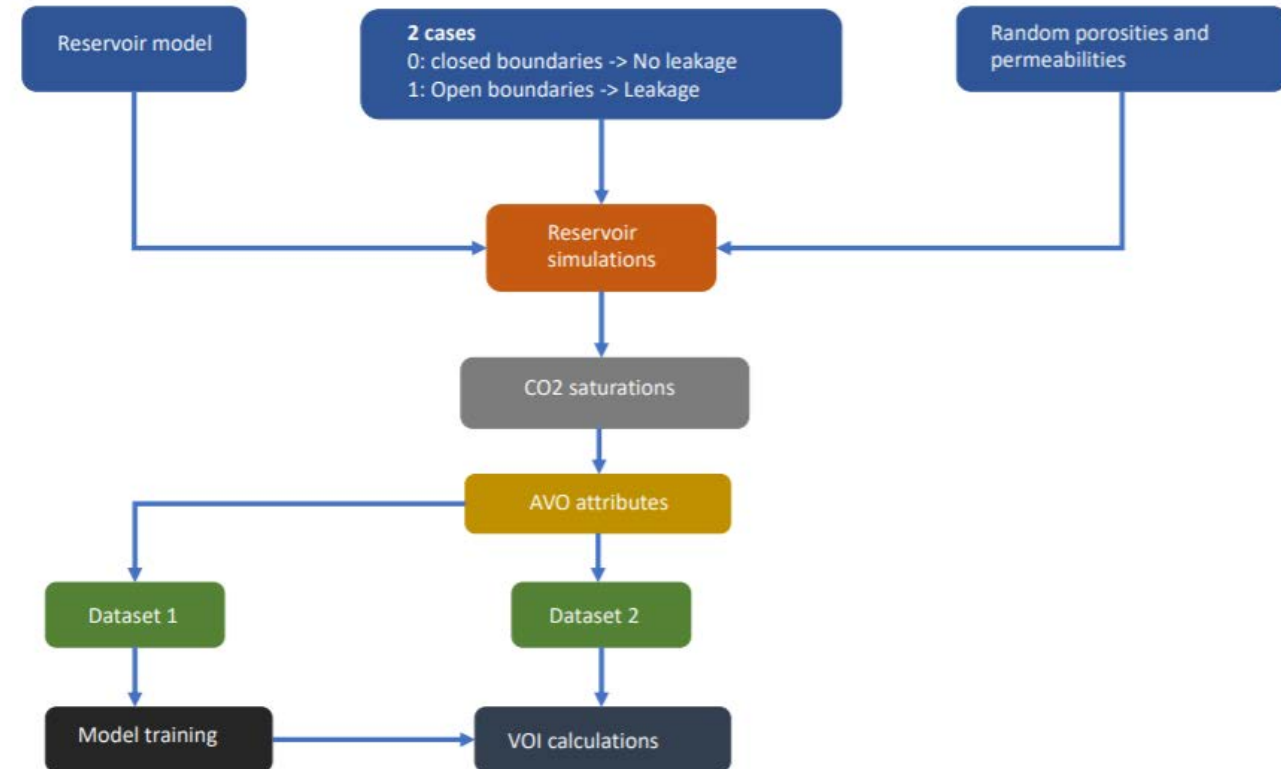 Reservoir model
2 cases
0: closed boundaries -> No leakage
1: Open boundaries -> Leakage
Random porosities and
permeabilities
Reservoir
simulations
CO2 saturations
AVO attributes
Dataset 1
Dataset 2
Model training
VOI calculations